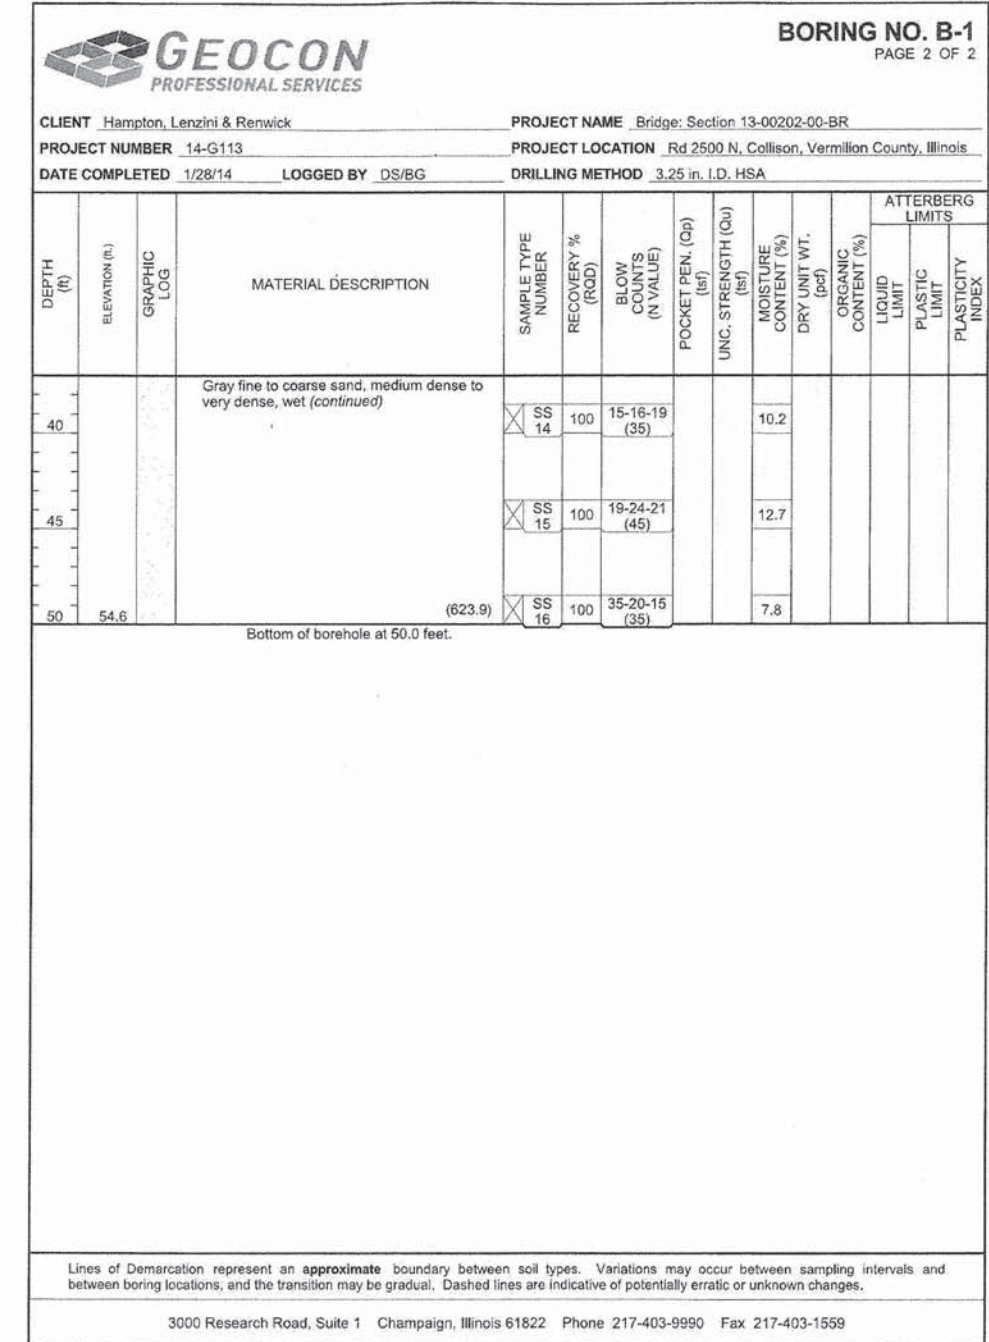 GEOCON
PROFESSIONAL SERVICES
BORING NO. B-1
PAGE 2 OF 2
CLIENT Hampton, Lenzini & Renwick
PROJECT NAME Bridge: Section 13-00202-00-BR
PROJECT NUMBER 14-G113
PROJECT LOCATION Rd 2500 N, Collison, Vermilion County, Illinois
DATE COMPLETED 1/28/14 LOGGED BY DS/BG
DRILLING METHOD 3.25 in. I.D. HSA
DEPTH
(ft)
ELEVATION (ft.)
GRAPHIC
LOG
MATERIAL DESCRIPTION
SAMPLE TYPE
NUMBER
RECOVERY %
(RQD)
BLOW
COUNTS
(N VALUE)
POCKET PEN. (Qp)
(tsf)
UNC. STRENGTH (Qu)
(tsf)
MOISTURE
CONTENT (%)
DRY UNIT WT.
(pcf)
ORGANIC
CONTENT (%)
ATTERBERG
LIMITS
LIQUID
LIMIT
PLASTIC
LIMIT
PLASTICITY
INDEX
Gray fine to coarse sand, medium dense to
very dense, wet (continued)
40
SS
14
100
15-16-19
(35)
10.2
45
SS
15
100
19-24-21
(45)
12.7
50
54.6
(623.9)
SS
16
100
35-20-15
(35)
7.8
Bottom of borehole at 50.0 feet.
Lines of Demarcation represent an approximate boundary between soil types. Variations may occur between sampling intervals and
between boring locations, and the transition may be gradual. Dashed lines are indicative of potentially erratic or unknown changes.
3000 Research Road, Suite 1 Champaign, Illinois 61822 Phone 217-403-9990 Fax 217-403-1559